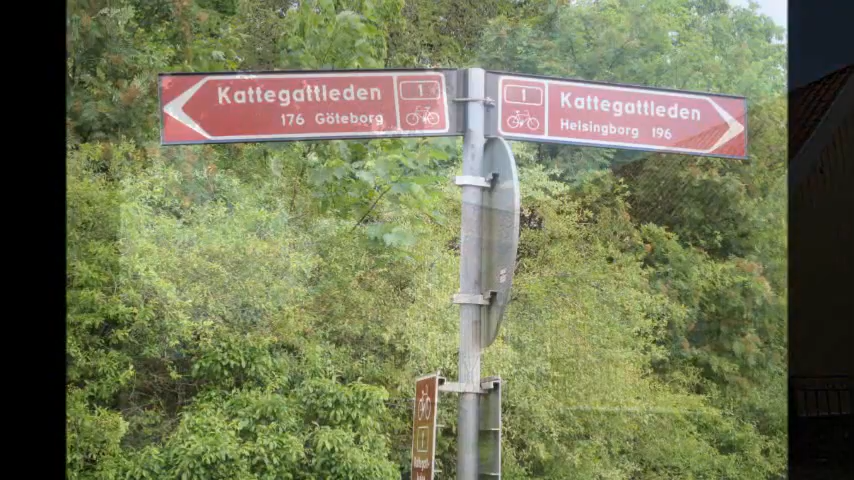 Kattegattleden
176 Göteborg
1
1
Kattegattleden
Helsingborg 196